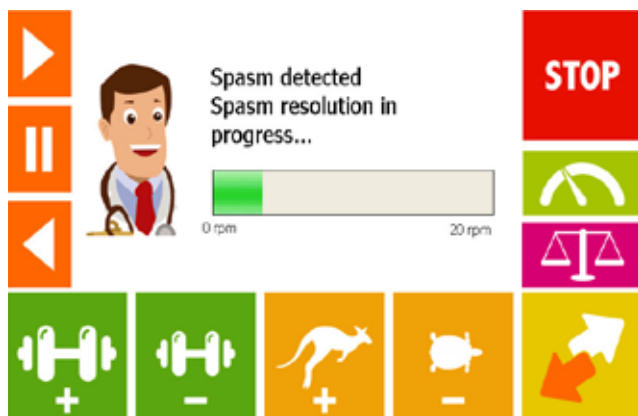 Spasm detected
Spasm resolution in
progress...
STOP
0 rpm
20 rpm
+
−
+
−